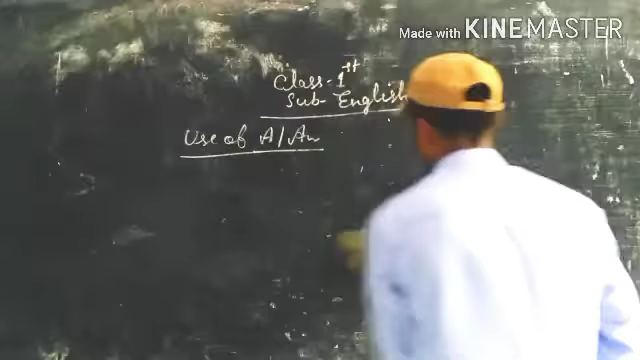 Made with KINEMASTER
Class-1st
Sub- English
Use of A/An